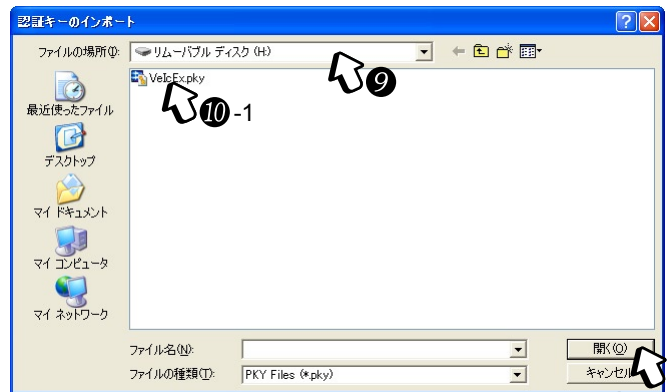 認証キーのインポート
ファイルの場所(I):
リムーバブル ディスク (H:)
❾
VeIcEx.pky
❿-1
最近使ったファイル
デスクトップ
マイ ドキュメント
マイ コンピュータ
マイ ネットワーク
ファイル名(N):
開く(O)
ファイルの種類(T):
PKY Files (*.pky)
キャンセル